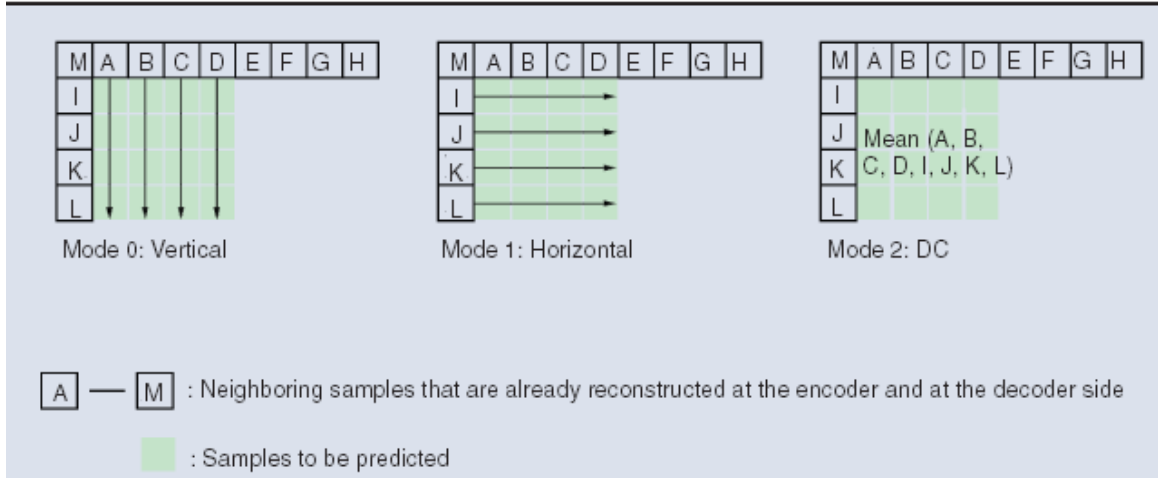 M A B C D E F G H
I
J
K
L
Mode 0: Vertical
M A B C D E F G H
I
J
K
L
Mode 1: Horizontal
M A B C D E F G H
I
J
K
L
Mean (A, B,
C, D, I, J, K, L)
Mode 2: DC
A — M : Neighboring samples that are already reconstructed at the encoder and at the decoder side
: Samples to be predicted